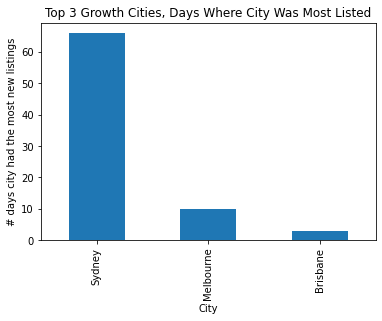 Top 3 Growth Cities, Days Where City Was Most Listed
# days city had the most new listings
60
50
40
30
20
10
0
Sydney
Melbourne
Brisbane
City